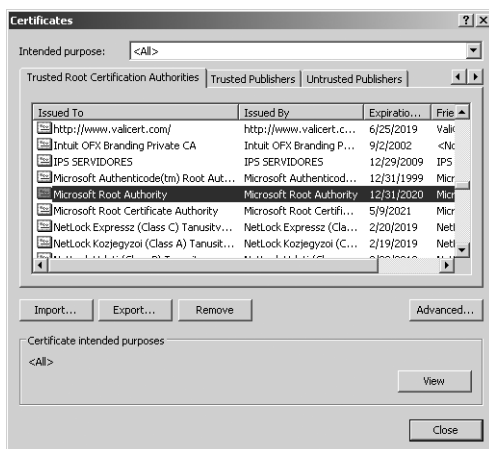 Certificates
Intended purpose: <All>
Trusted Root Certification Authorities Trusted Publishers Untrusted Publishers
Issued To Issued By Expiratio... Frie
http://www.valicert.com/ http://www.valicert.c... 6/25/2019 Vali
Intuit OFX Branding Private CA Intuit OFX Branding P... 9/2/2002 <No
IPS SERVIDORES IPS SERVIDORES 12/29/2009 IPS
Microsoft Authenticode(tm) Root Aut... Microsoft Authenticod... 12/31/1999 Micr
Microsoft Root Authority Microsoft Root Authority 12/31/2020 Micr
Microsoft Root Certificate Authority Microsoft Root Certifi... 5/9/2021 Micr
NetLock Expressz (Class C) Tanusitv... NetLock Expressz (Cla... 2/20/2019 Netl
NetLock Kozjegyzoi (Class A) Tanusit... NetLock Kozjegyzoi (C... 2/19/2019 Netl
Import... Export... Remove Advanced...
Certificate intended purposes
<All>
View
Close